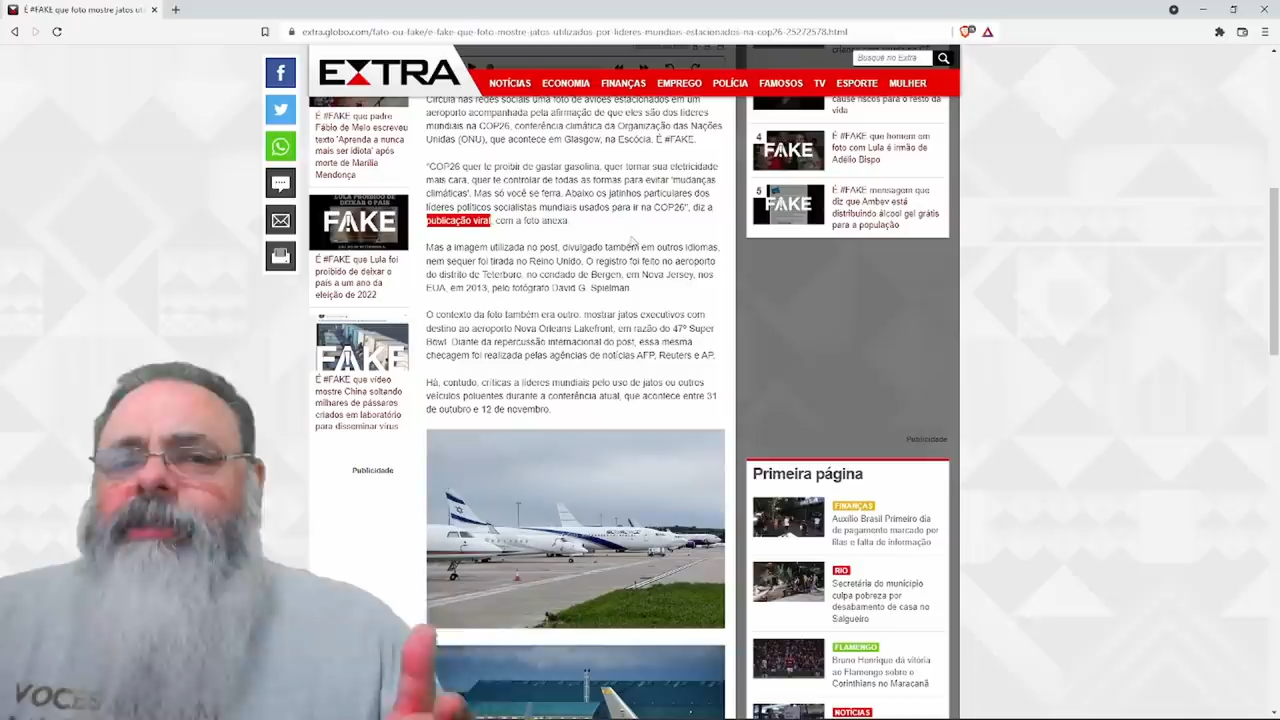 É #FAKE que foto mostre jatos ut
extra.globo.com/fato-ou-fake/e-fake-que-foto-mostre-jatos-utilizados-por-lideres-mundiais-estacionados-na-cop26-25272578.html
EXTRA
Busque no Extra
NOTÍCIAS ECONOMIA FINANÇAS EMPREGO POLÍCIA FAMOSOS TV ESPORTE MULHER
É #FAKE que padre
Fábio de Melo escreveu
texto 'Aprenda a nunca
mais ser idiota' após
morte de Marília
Mendonça
FAKE
É #FAKE que Lula foi
proibido de deixar o
país a um ano da
eleição de 2022
FAKE
É #FAKE que vídeo
mostre China soltando
milhares de pássaros
criados em laboratório
para disseminar vírus
Publicidade
Circula nas redes sociais uma foto de aviões estacionados em um
aeroporto acompanhada pela afirmação de que eles são dos líderes
mundiais na COP26, conferência climática da Organização das Nações
Unidas (ONU), que acontece em Glasgow, na Escócia. É #FAKE.
"COP26 quer te proibir de gastar gasolina, quer tornar sua eletricidade
mais cara, quer te controlar de todas as formas para evitar 'mudanças
climáticas'. Mas só você se ferra. Abaixo os jatinhos particulares dos
líderes políticos socialistas mundiais usados para ir na COP26", diz a
publicação viral, com a foto anexa.
Mas a imagem utilizada no post, divulgado também em outros idiomas,
nem sequer foi tirada no Reino Unido. O registro foi feito no aeroporto
do distrito de Teterboro, no condado de Bergen, em Nova Jersey, nos
EUA, em 2013, pelo fotógrafo David G. Spielman
O contexto da foto também era outro, mostrar jatos executivos com
destino ao aeroporto Nova Orleans Lakefront, em razão do 47º Super
Bowl. Diante da repercussão internacional do post, essa mesma
checagem foi realizada pelas agências de notícias AFP, Reuters e AP.
Há, contudo, críticas a líderes mundiais pelo uso de jatos ou outros
veículos poluentes durante a conferência atual, que acontece entre 31
de outubro e 12 de novembro.
cause riscos para o resto da
vida
4
FAKE
É #FAKE que homem em
foto com Lula é irmão de
Adélio Bispo
5
FAKE
É #FAKE mensagem que
diz que Ambev está
distribuindo álcool gel grátis
para a população
Publicidade
Primeira página
FINANÇAS
Auxílio Brasil Primeiro dia
de pagamento marcado por
filas e falta de informação
RIO
Secretária do município
culpa pobreza por
desabamento de casa no
Salgueiro
FLAMENGO
Bruno Henrique dá vitória
ao Flamengo sobre o
Corinthians no Maracanã
NOTÍCIAS